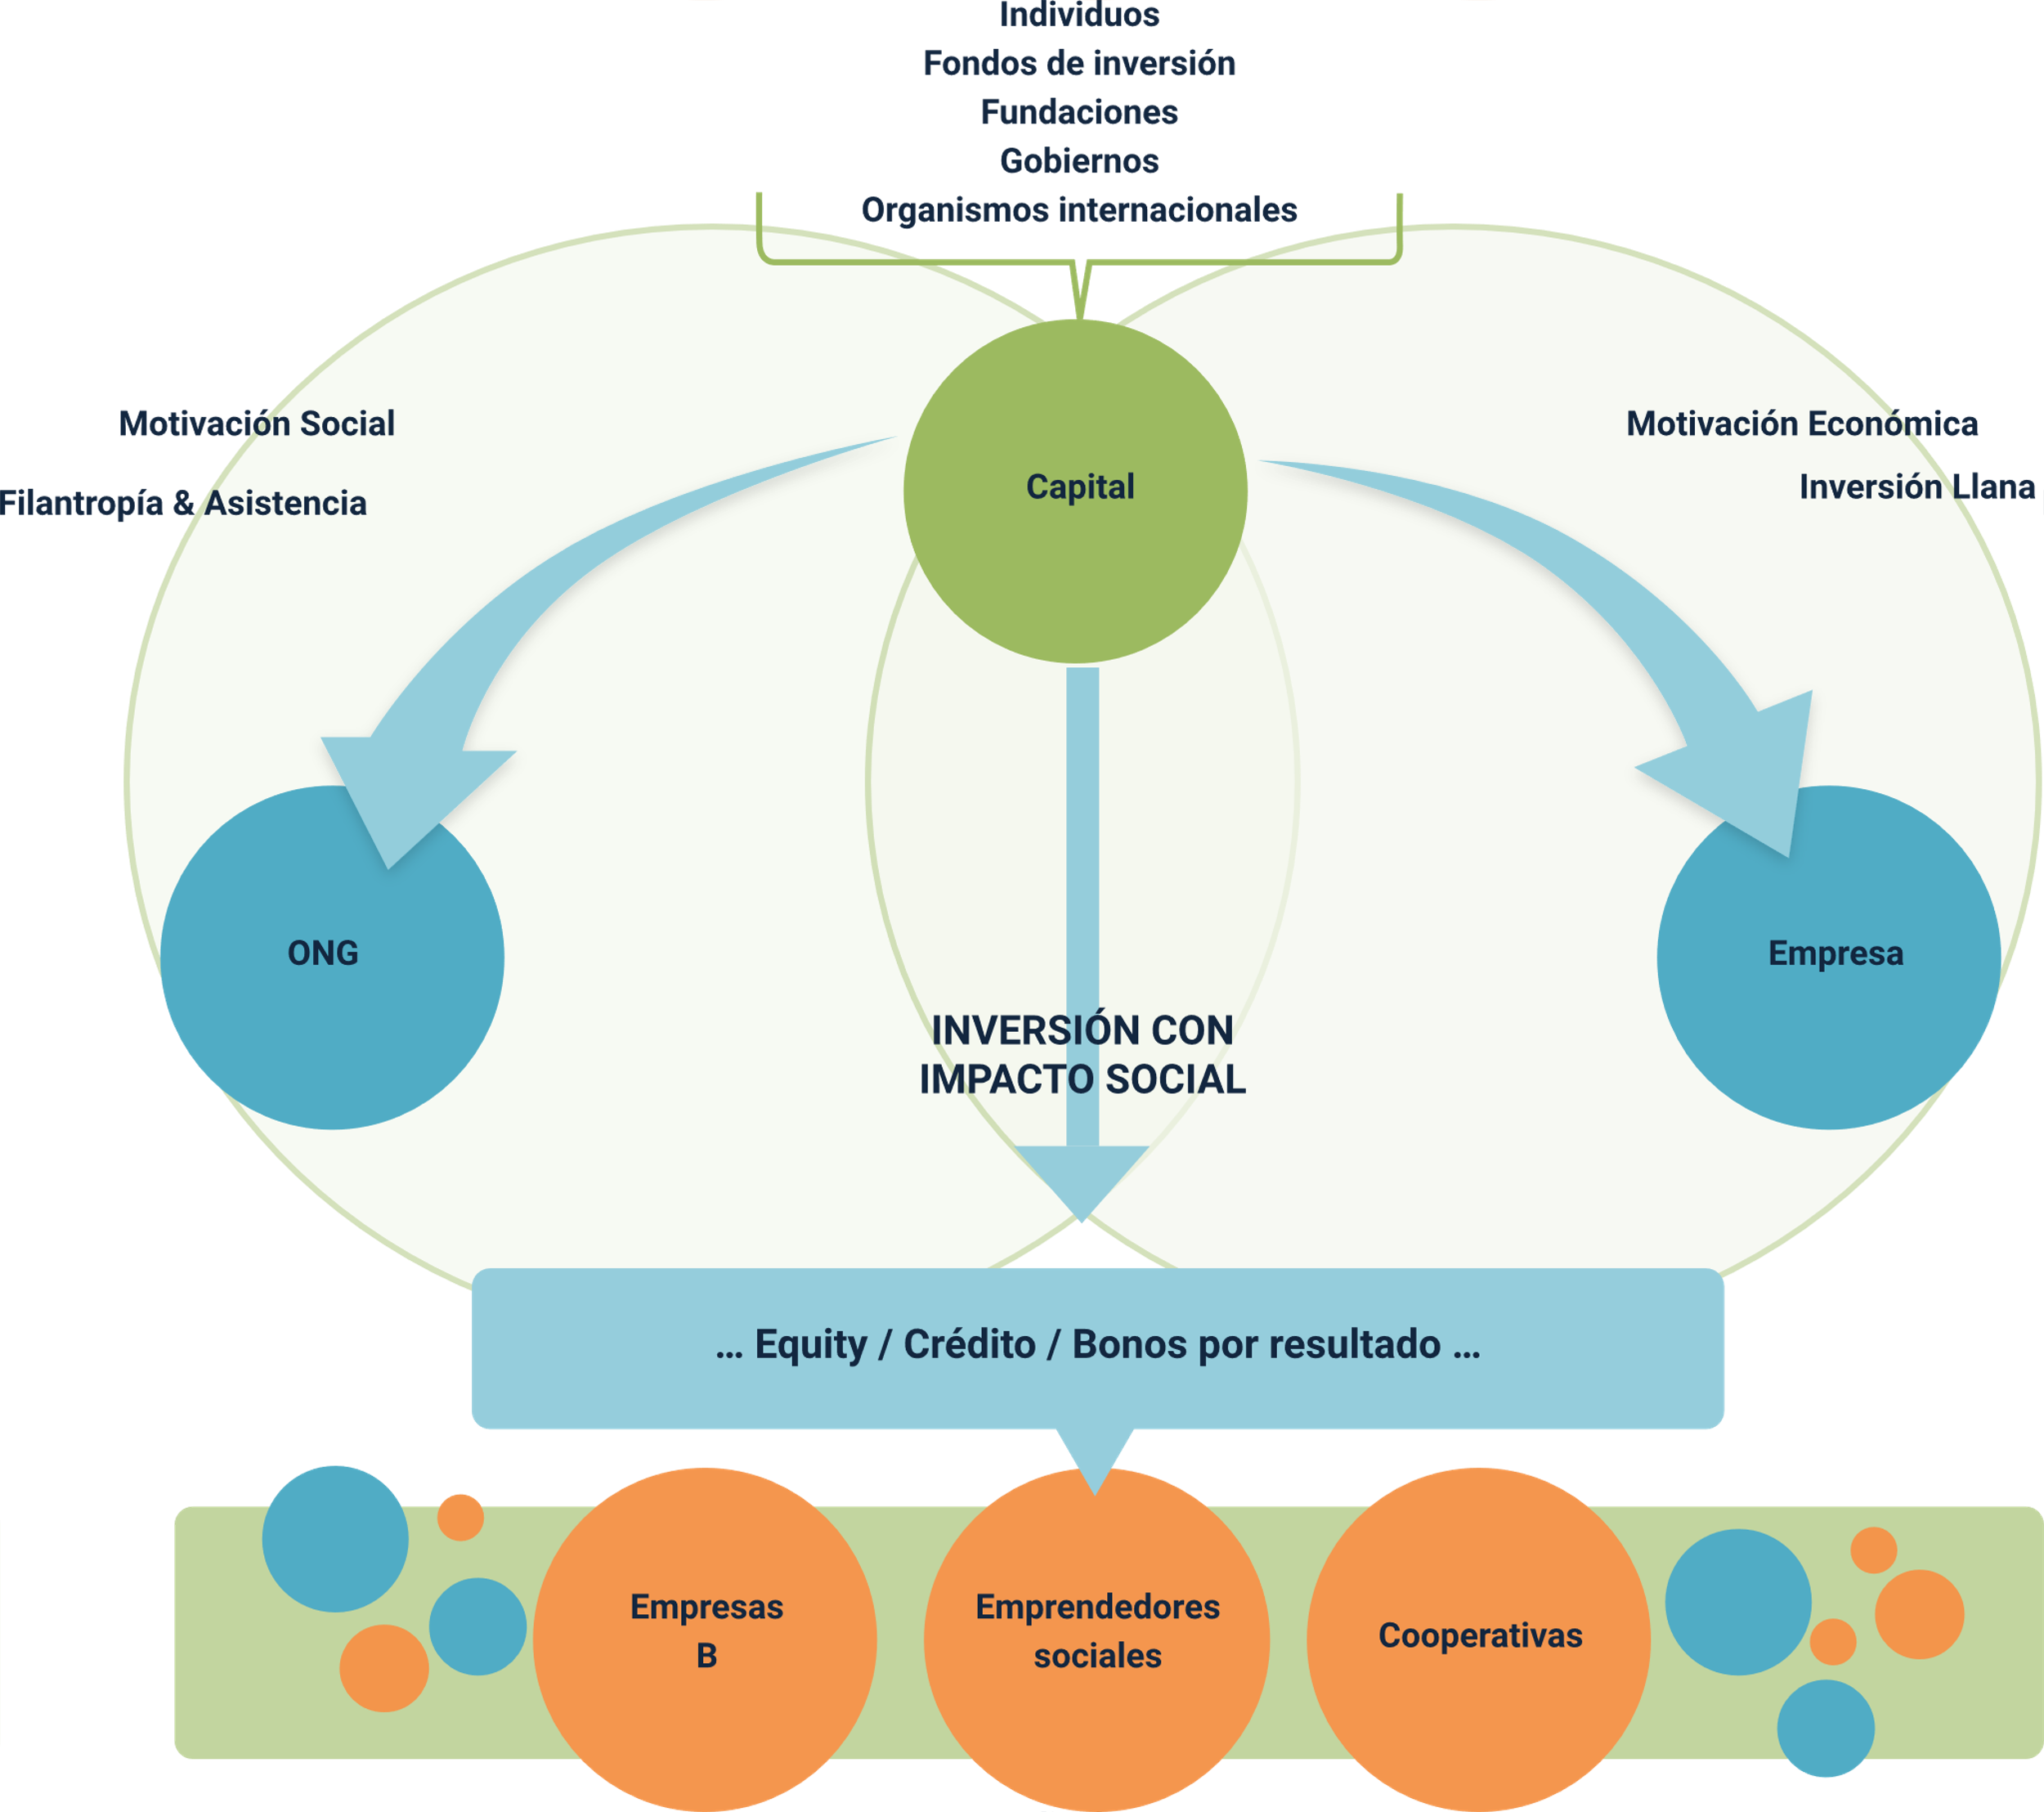 Individuos
Fondos de inversión
Fundaciones
Gobiernos
Organismos internacionales
Motivación Social
Filantropía & Asistencia
Capital
Motivación Económica
Inversión Llana
ONG
Empresa
INVERSIÓN CON
IMPACTO SOCIAL
... Equity / Crédito / Bonos por resultado ...
Empresas
B
Emprendedores
sociales
Cooperativas